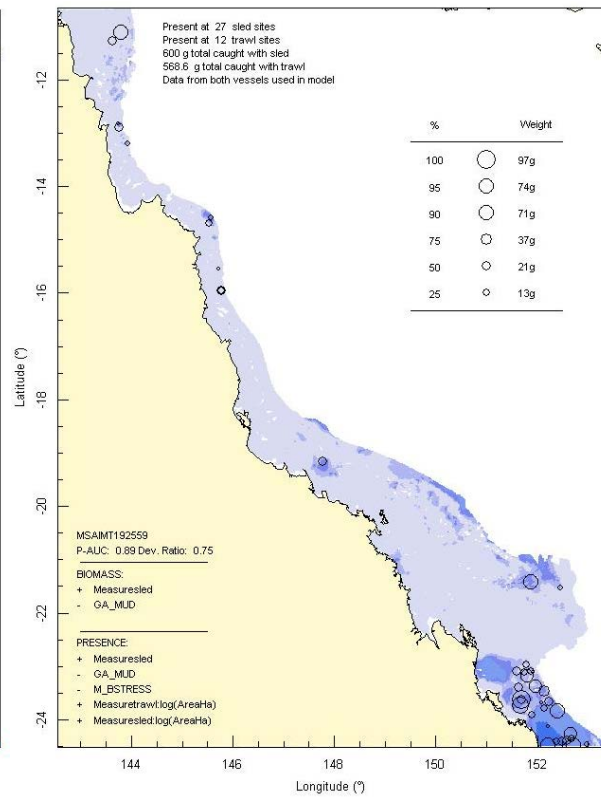 Present at 27 sled sites
Present at 12 trawl sites
600 g total caught with sled
568.6 g total caught with trawl
Data from both vessels used in model
% Weight
100 97g
95 74g
90 71g
75 37g
50 21g
25 13g
-12
-14
-16
-18
-20
-22
-24
Latitude (°)
MSAIMT192559
P-AUC: 0.89 Dev. Ratio: 0.75
BIOMASS:
+ Measuresled
- GA_MUD
PRESENCE:
+ Measuresled
- GA_MUD
- M_BSTRESS
+ Measuretrawl:log(AreaHa)
+ Measuresled:log(AreaHa)
144 146 148 150 152
Longitude (°)